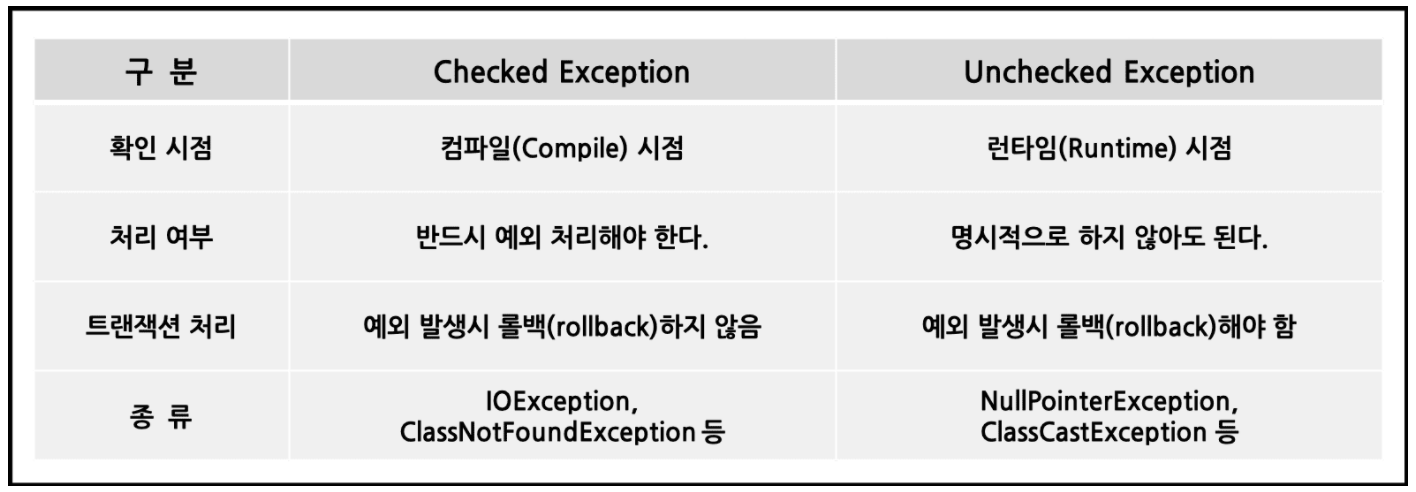 구 분 Checked Exception Unchecked Exception
확인 시점 컴파일(Compile) 시점 런타임(Runtime) 시점
처리 여부 반드시 예외 처리해야 한다. 명시적으로 하지 않아도 된다.
트랜잭션 처리 예외 발생시 롤백(rollback)하지 않음 예외 발생시 롤백(rollback)해야 함
종 류
IOException,
ClassNotFoundException 등
NullPointerException,
ClassCastException 등